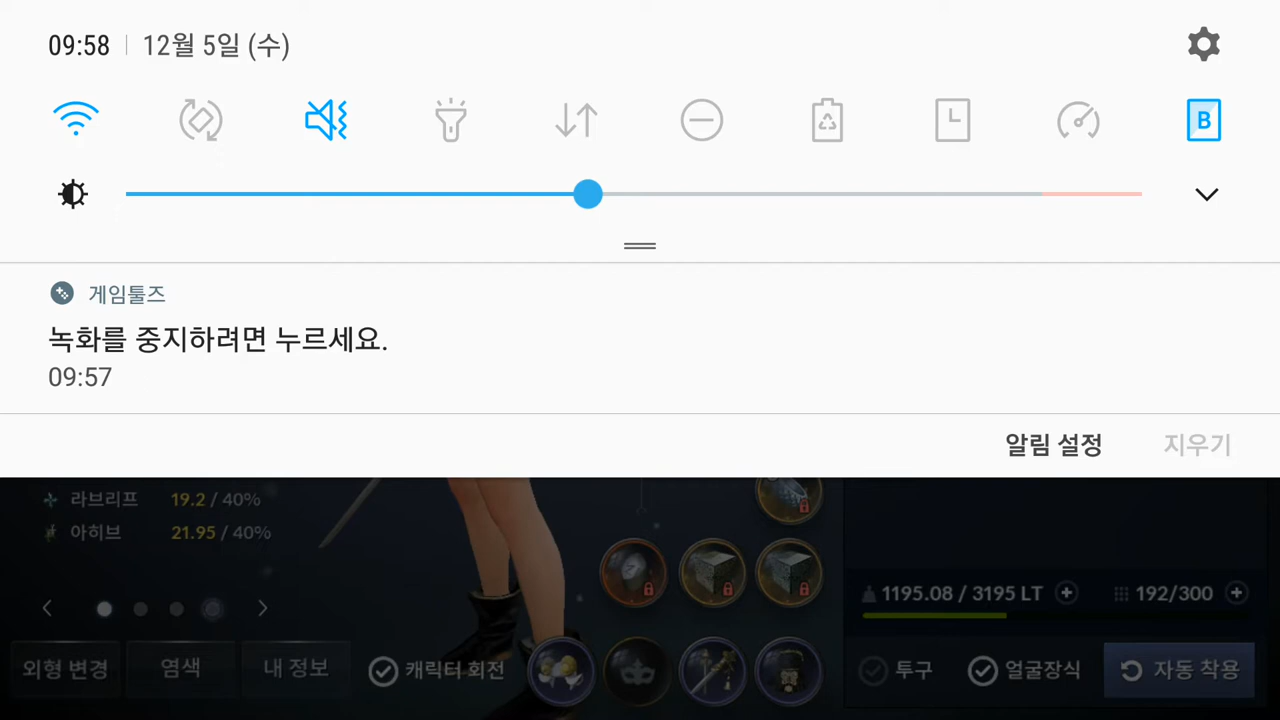 09:58 | 12월 5일 (수)
B
게임툴즈
녹화를 중지하려면 누르세요.
09:57
알림 설정 지우기
라브리프 19.2 / 40%
아히브 21.95 / 40%
1195.08 / 3195 LT 192/300
외형 변경 염색 내 정보 캐릭터 회전 투구 얼굴장식 자동 착용